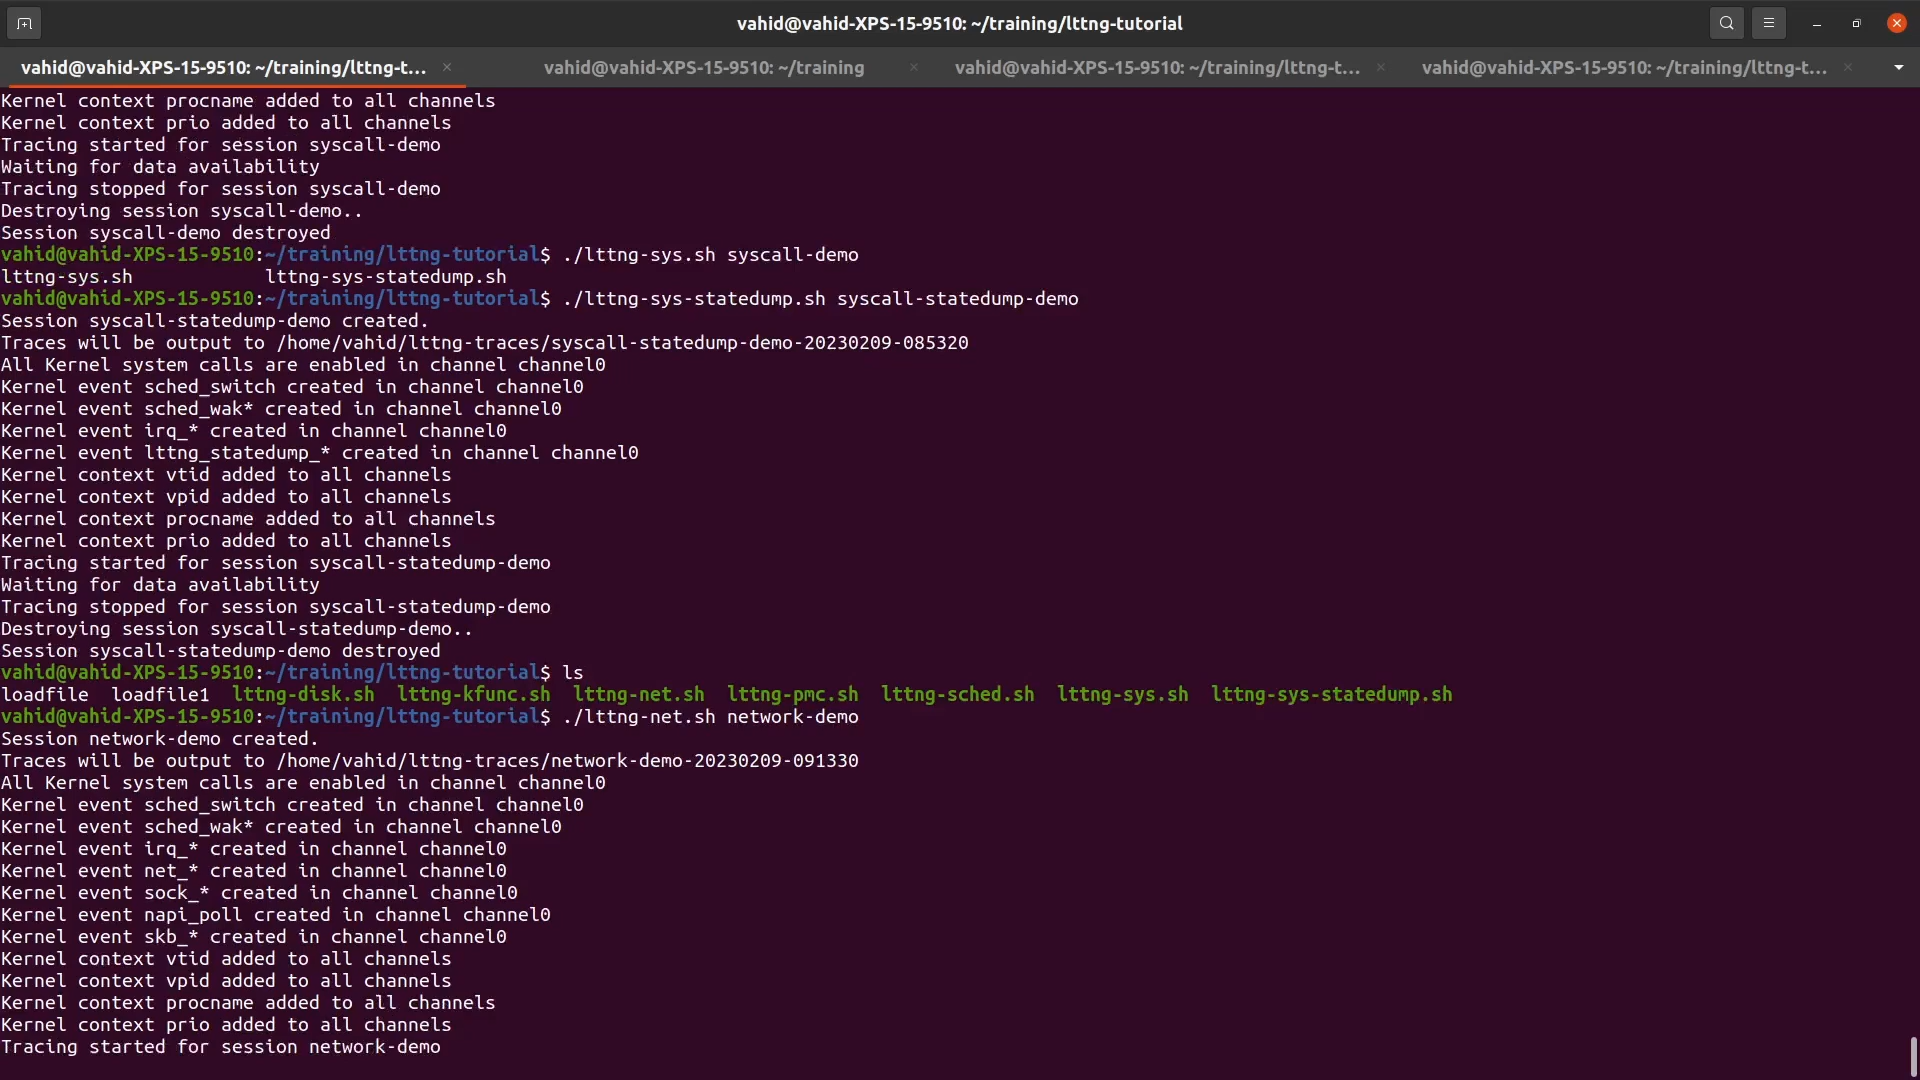 vahid@vahid-XPS-15-9510: ~/training/lttng-tutorial
vahid@vahid-XPS-15-9510: ~/training/lttng-t...
vahid@vahid-XPS-15-9510: ~/training
vahid@vahid-XPS-15-9510: ~/training/lttng-t...
vahid@vahid-XPS-15-9510: ~/training/lttng-t...
Kernel context procname added to all channels
Kernel context prio added to all channels
Tracing started for session syscall-demo
Waiting for data availability
Tracing stopped for session syscall-demo
Destroying session syscall-demo..
Session syscall-demo destroyed
vahid@vahid-XPS-15-9510:~/training/lttng-tutorial$ ./lttng-sys.sh syscall-demo
lttng-sys.sh            lttng-sys-statedump.sh
vahid@vahid-XPS-15-9510:~/training/lttng-tutorial$ ./lttng-sys-statedump.sh syscall-statedump-demo
Session syscall-statedump-demo created.
Traces will be output to /home/vahid/lttng-traces/syscall-statedump-demo-20230209-085320
All Kernel system calls are enabled in channel channel0
Kernel event sched_switch created in channel channel0
Kernel event sched_wak* created in channel channel0
Kernel event irq_* created in channel channel0
Kernel event lttng_statedump_* created in channel channel0
Kernel context vtid added to all channels
Kernel context vpid added to all channels
Kernel context procname added to all channels
Kernel context prio added to all channels
Tracing started for session syscall-statedump-demo
Waiting for data availability
Tracing stopped for session syscall-statedump-demo
Destroying session syscall-statedump-demo..
Session syscall-statedump-demo destroyed
vahid@vahid-XPS-15-9510:~/training/lttng-tutorial$ ls
loadfile  loadfile1  lttng-disk.sh  lttng-kfunc.sh  lttng-net.sh  lttng-pmc.sh  lttng-sched.sh  lttng-sys.sh  lttng-sys-statedump.sh
vahid@vahid-XPS-15-9510:~/training/lttng-tutorial$ ./lttng-net.sh network-demo
Session network-demo created.
Traces will be output to /home/vahid/lttng-traces/network-demo-20230209-091330
All Kernel system calls are enabled in channel channel0
Kernel event sched_switch created in channel channel0
Kernel event sched_wak* created in channel channel0
Kernel event irq_* created in channel channel0
Kernel event net_* created in channel channel0
Kernel event sock_* created in channel channel0
Kernel event napi_poll created in channel channel0
Kernel event skb_* created in channel channel0
Kernel context vtid added to all channels
Kernel context vpid added to all channels
Kernel context procname added to all channels
Kernel context prio added to all channels
Tracing started for session network-demo